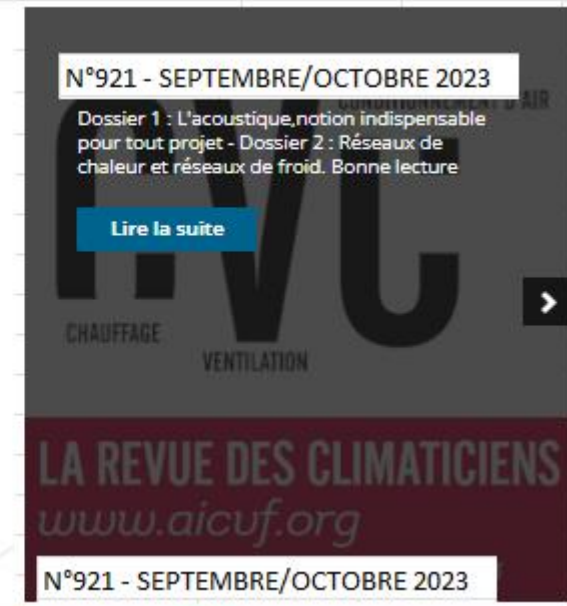 N°921 - SEPTEMBRE/OCTOBRE 2023
CONDITIONNEMENT D'AIR
Dossier 1 : L'acoustique,notion indispensable
pour tout projet - Dossier 2 : Réseaux de
chaleur et réseaux de froid. Bonne lecture
Lire la suite
CVC
CHAUFFAGE
VENTILATION
LA REVUE DES CLIMATICIENS
www.aicvf.org
N°921 - SEPTEMBRE/OCTOBRE 2023